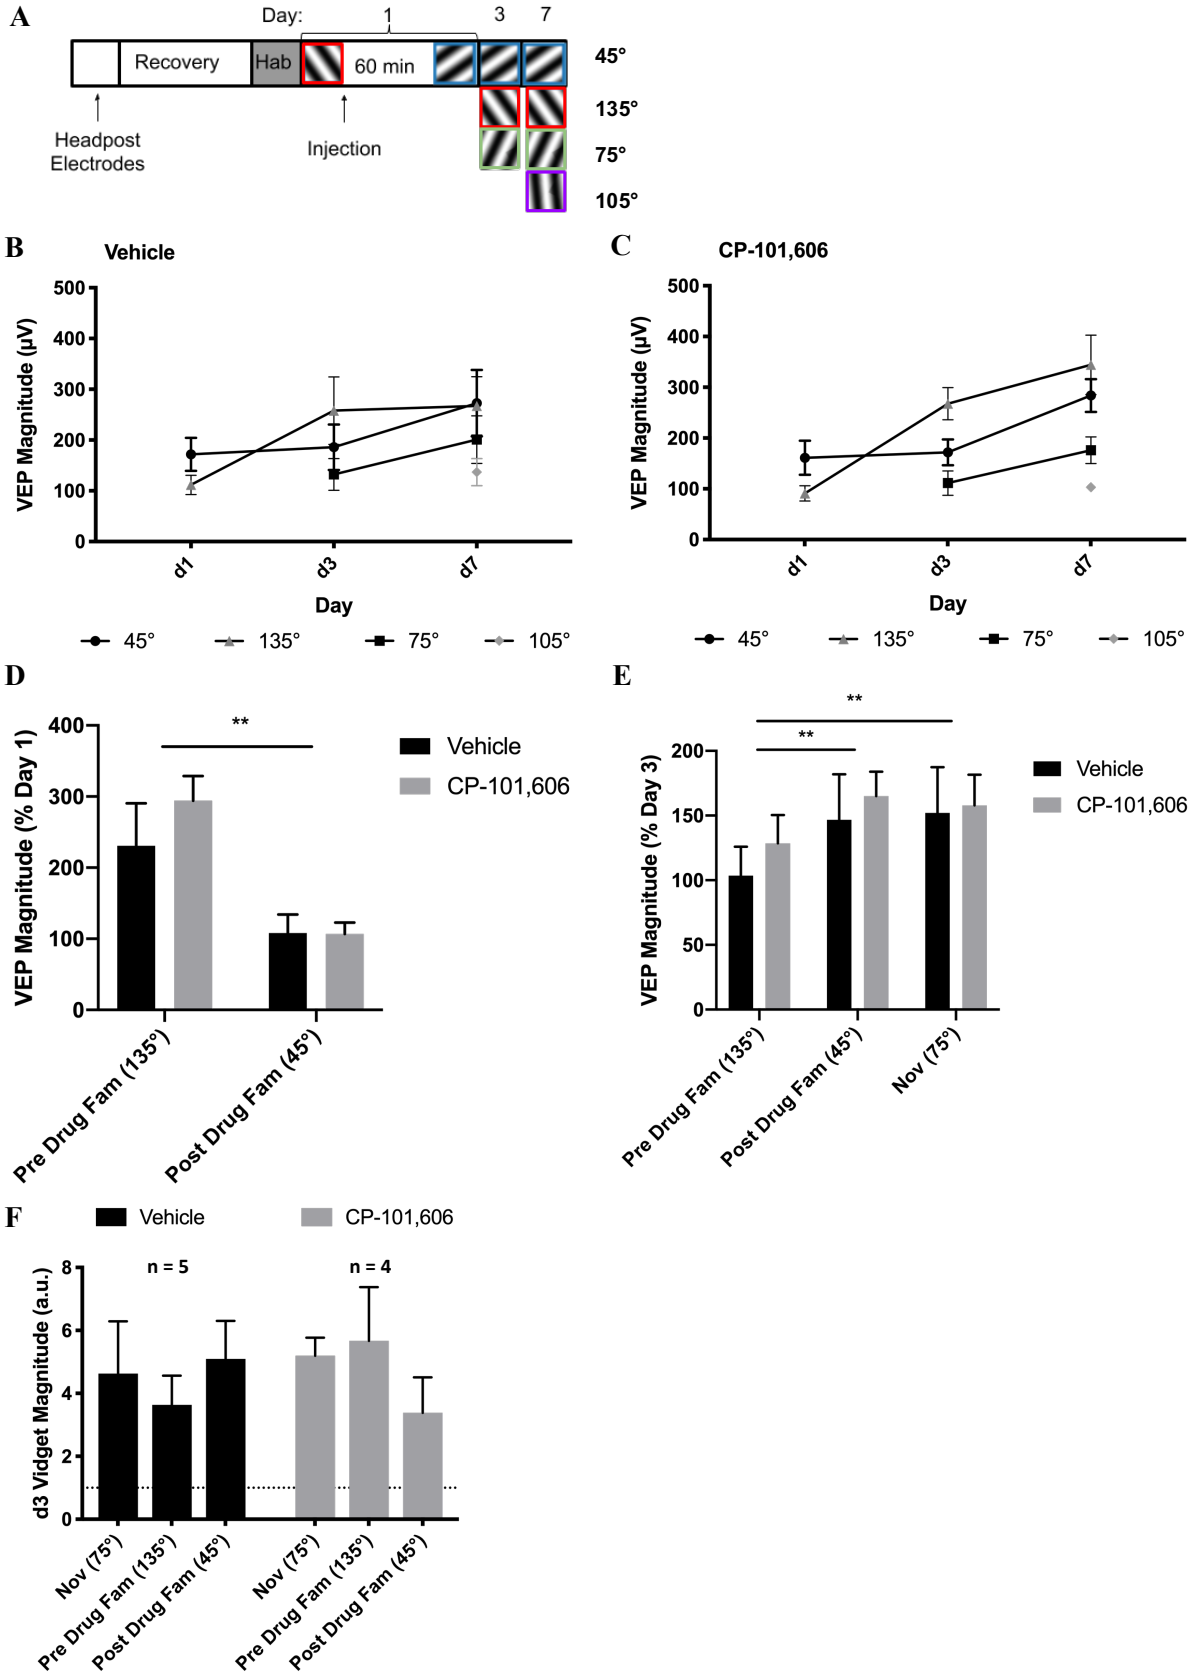 A
Day: 1 3 7
Recovery Hab 60 min 45°
135°
Headpost
Electrodes
Injection
75°
105°
B Vehicle
VEP Magnitude (µV)
500
400
300
200
100
0
d1 d3 d7
Day
45° 135° 75° 105°
C CP-101,606
VEP Magnitude (µV)
500
400
300
200
100
0
d1 d3 d7
Day
45° 135° 75° 105°
D
VEP Magnitude (% Day 1)
400
300
200
100
0
**
Vehicle
CP-101,606
Pre Drug Fam (135°)
Post Drug Fam (45°)
E
VEP Magnitude (% Day 3)
200
150
100
50
0
**
**
Vehicle
CP-101,606
Pre Drug Fam (135°)
Post Drug Fam (45°)
Nov (75°)
F
Vehicle CP-101,606
d3 Vidget Magnitude (a.u.)
8
6
4
2
0
n = 5 n = 4
Nov (75°)
Pre Drug Fam (135°)
Post Drug Fam (45°)
Nov (75°)
Pre Drug Fam (135°)
Post Drug Fam (45°)